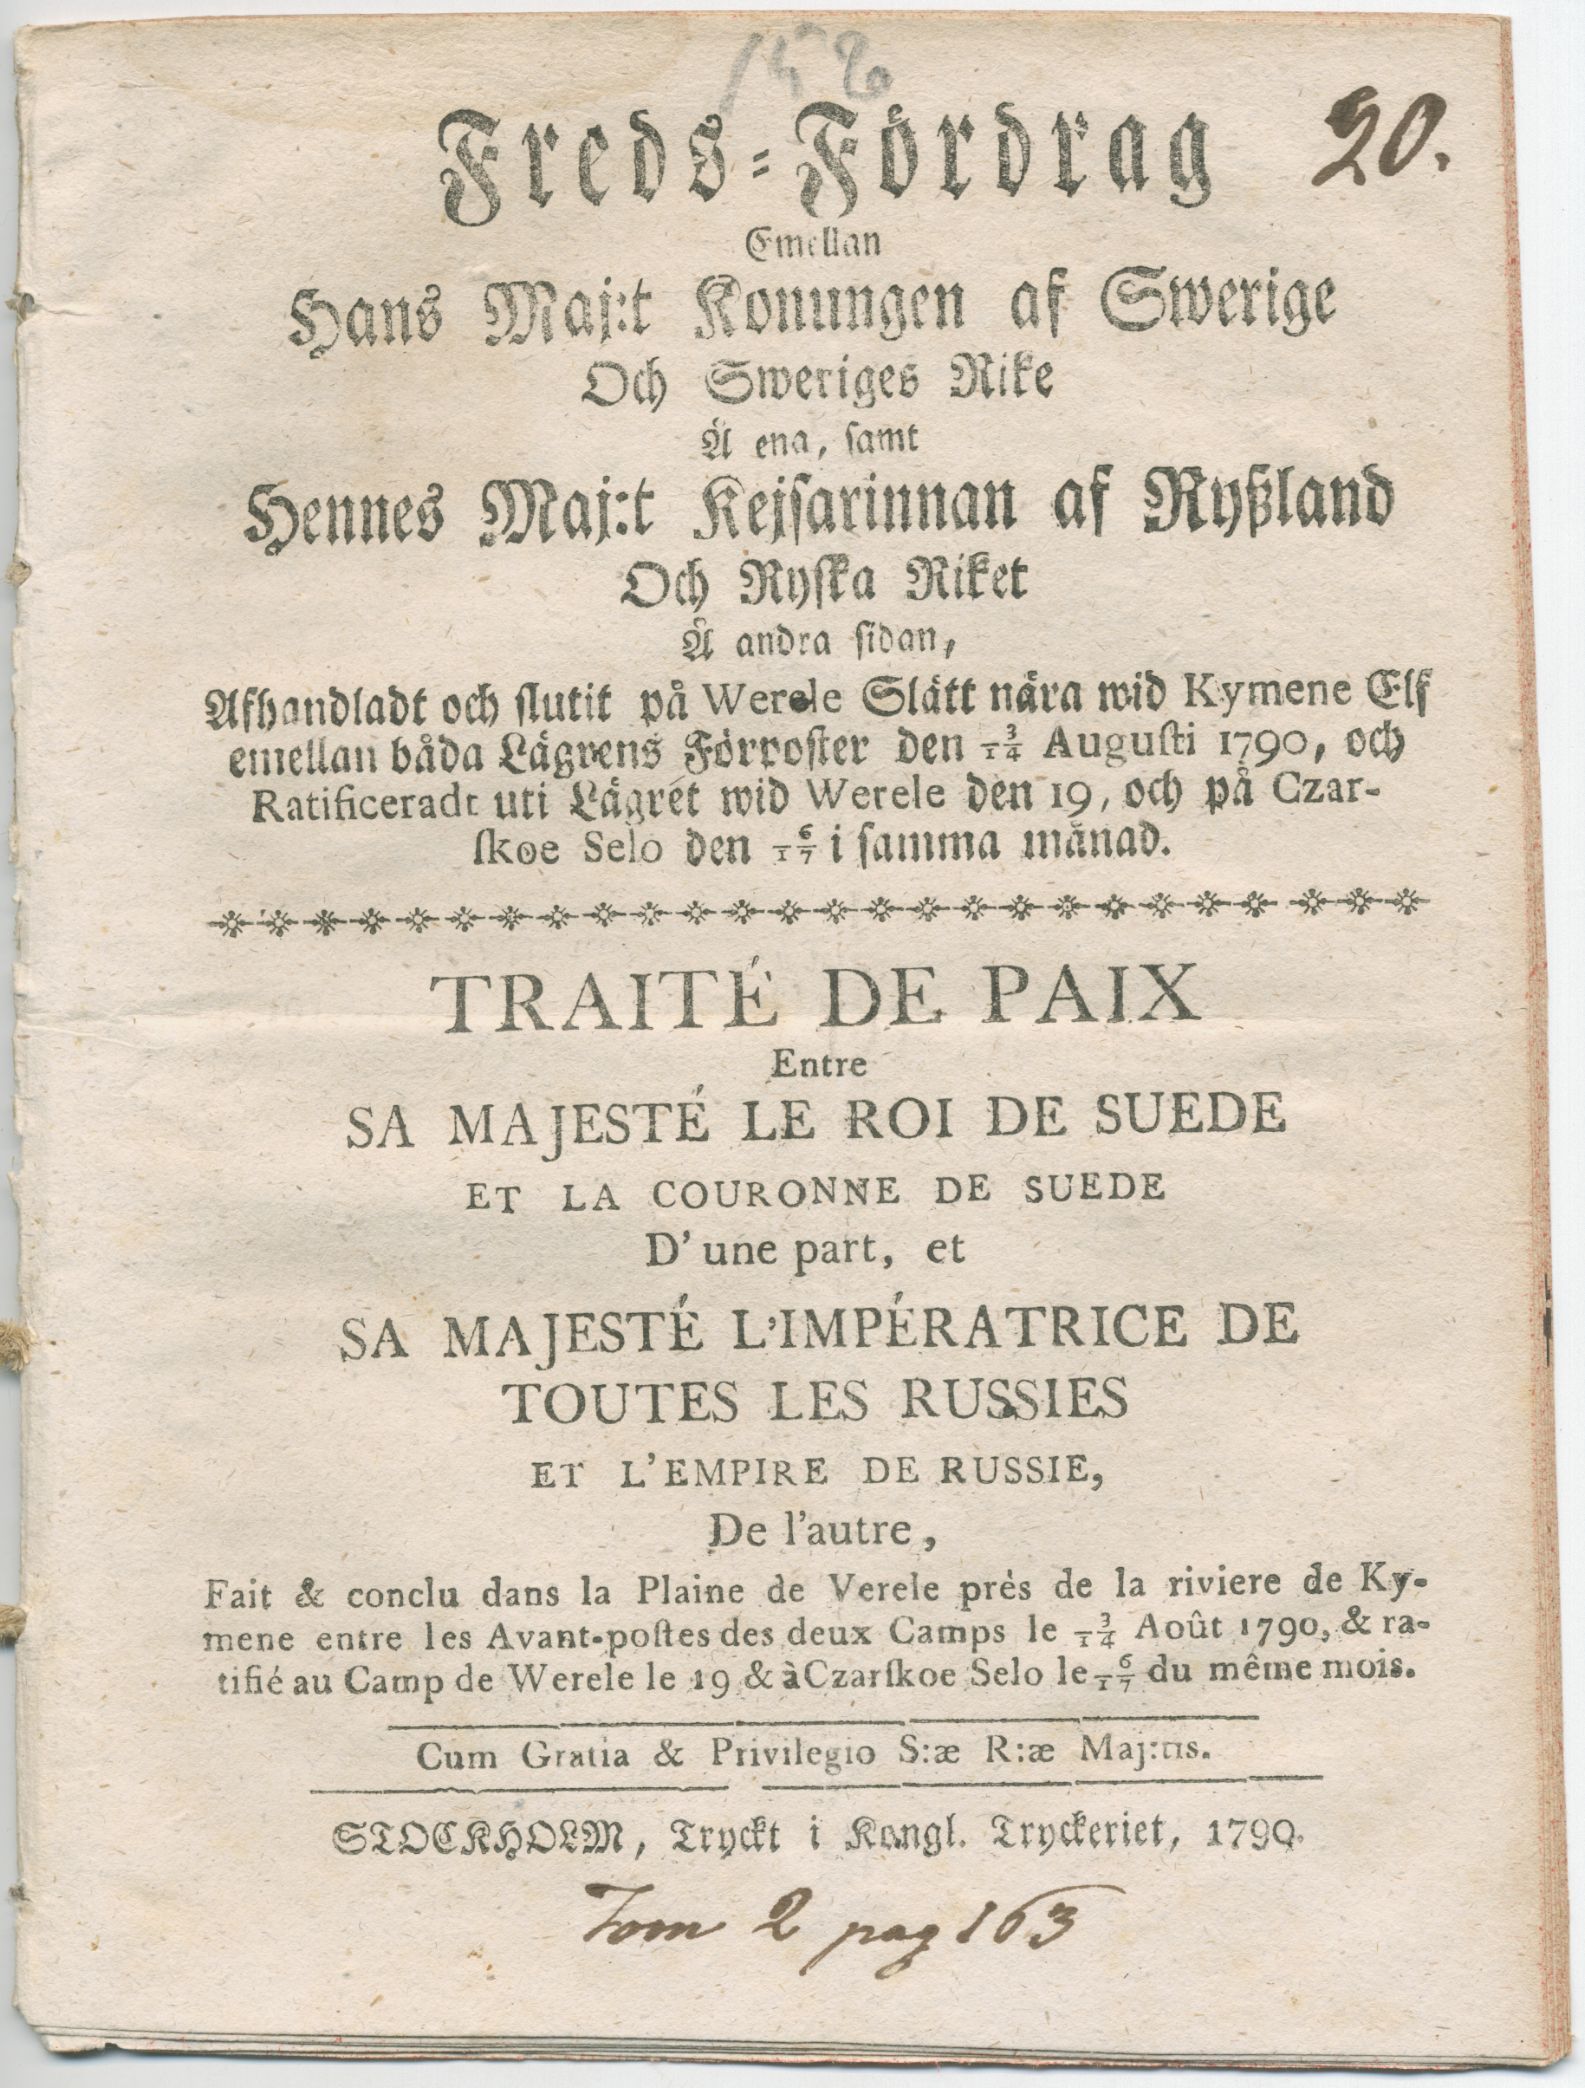 20.
Freds=Fördrag
Emellan
Hans Maj:t Konungen af Swerige
Och Sweriges Rike
Å ena, ſamt
Hennes Maj:t Kejſarinnan af Ryßland
Och Ryſka Riket
Å andra ſidan,
Afhandladt och ſlutit på Werele Slätt nära wid Kymene Elf
emellan båda Lägrens Förposter den 3/14 Auguſti 1790, och
Ratificeradt uti Lägrét wid Werele den 19, och på Czar-
ſkoe Selo den 6/17 i ſamma månad.
TRAITÉ DE PAIX
Entre
SA MAJESTÉ LE ROI DE SUEDE
ET LA COURONNE DE SUEDE
D' une part, et
SA MAJESTÉ L'IMPÉRATRICE DE
TOUTES LES RUSSIES
ET L'EMPIRE DE RUSSIE,
De l'autre,
Fait & conclu dans la Plaine de Verele près de la riviere de Ky-
mene entre les Avant-poſtes des deux Camps le 3/14 Août 1790, & ra-
tifié au Camp de Werele le 19 & à Czarſkoe Selo le 6/17 du même mois.
Cum Gratia & Privilegio S:æ R:æ Maj:tis.
STOCKHOLM, Tryckt i Kongl. Tryckeriet, 1790.
Tom 2 pag 163